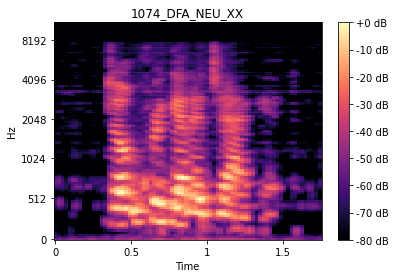 1074_DFA_NEU_XX
+0 dB
8192
-10 dB
4096
-20 dB
-30 dB
2048
Hz
-40 dB
1024
-50 dB
512
-60 dB
-70 dB
0
-80 dB
0
0.5
1
1.5
Time